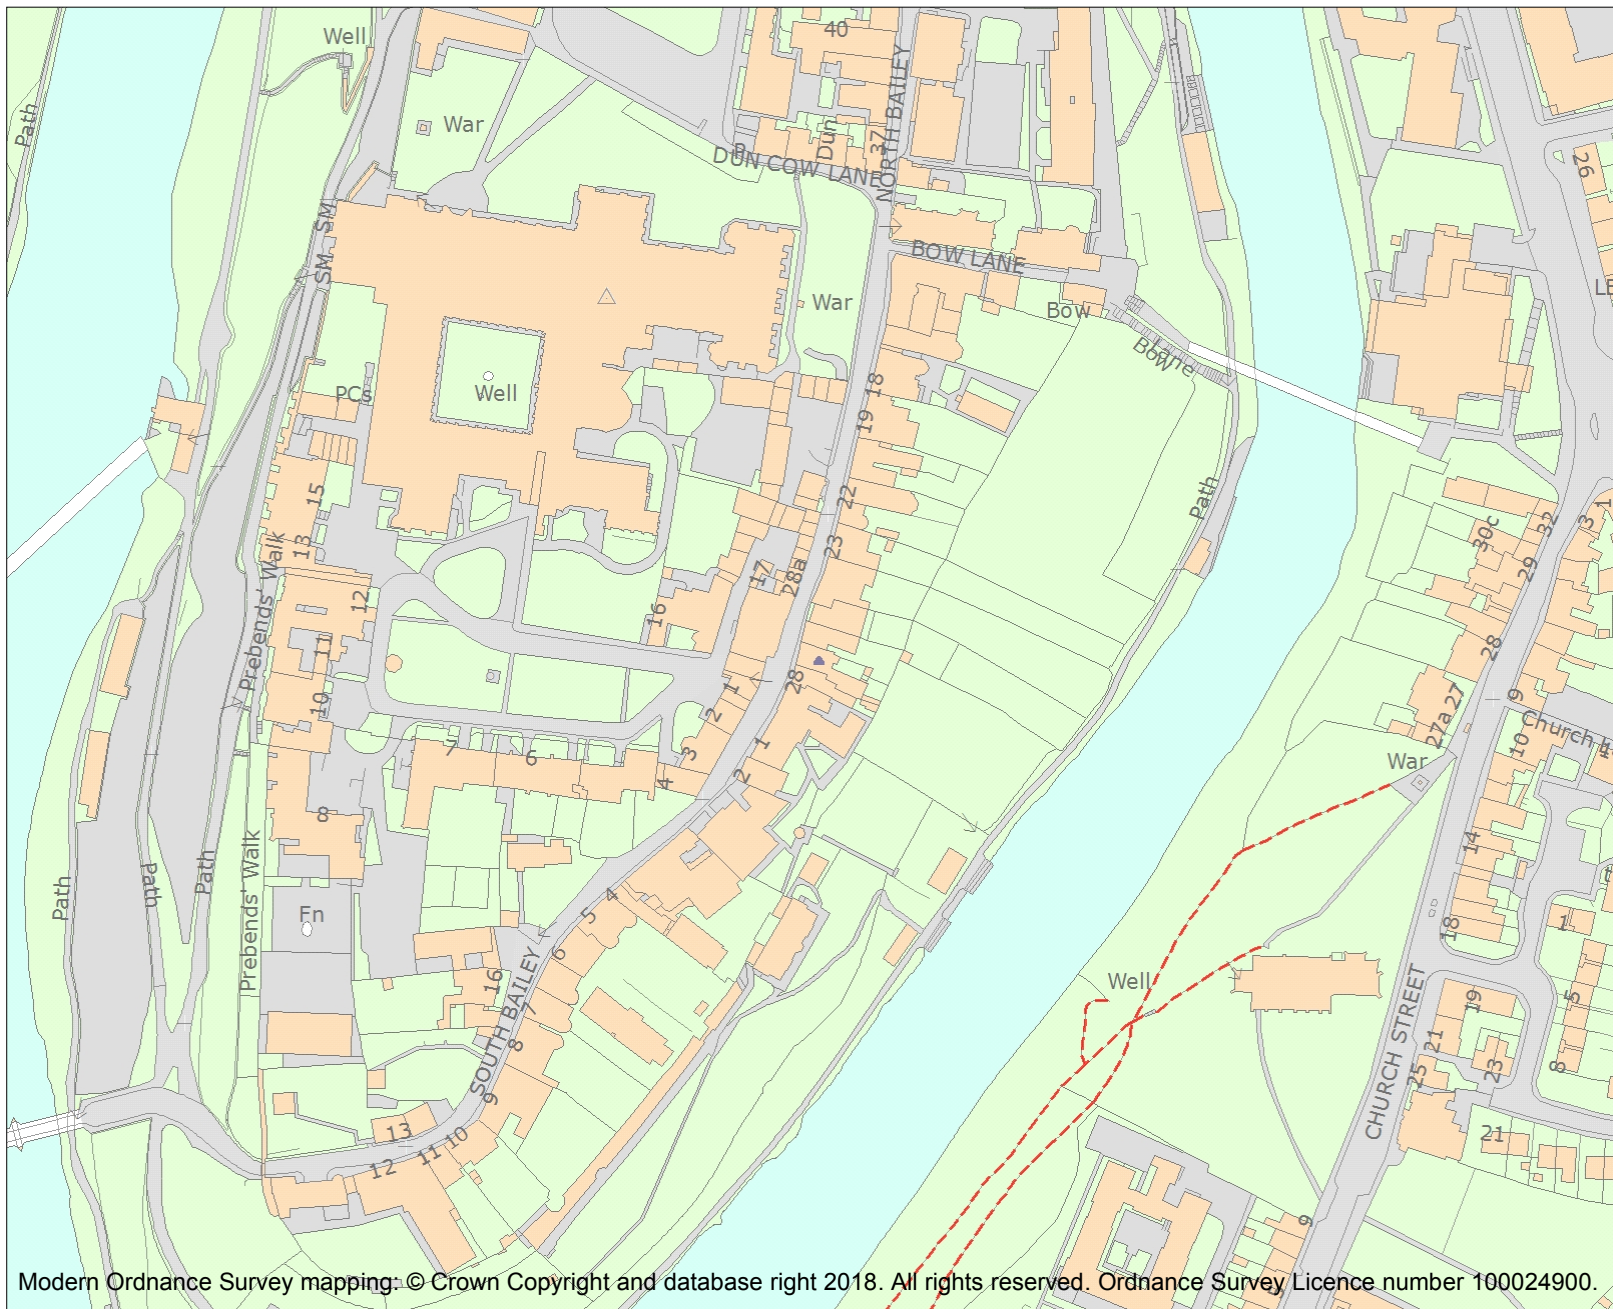 Well
40
Path
War
Dun
37
NORTH BAILEY
DUN COW LANE
26
SM
SM
BOW LANE
War
Bow
Bow
Lane
PCs
Well
18
19
15
22
Path
13
23
30c
32
29
3
1
Prebends' Walk
12
17
28a
16
11
28
10
1
2
3
28
1
2
27
27a
9
Church
10
7
6
4
War
8
14
Path
Path
Path
Prebends' Walk
Fn
4
5
6
18
1
16
Well
SOUTH BAILEY
7
8
9
CHURCH STREET
19
5
21
23
25
8
13
12
11
10
21
9
Modern Ordnance Survey mapping: © Crown Copyright and database right 2018. All rights reserved. Ordnance Survey Licence number 100024900.